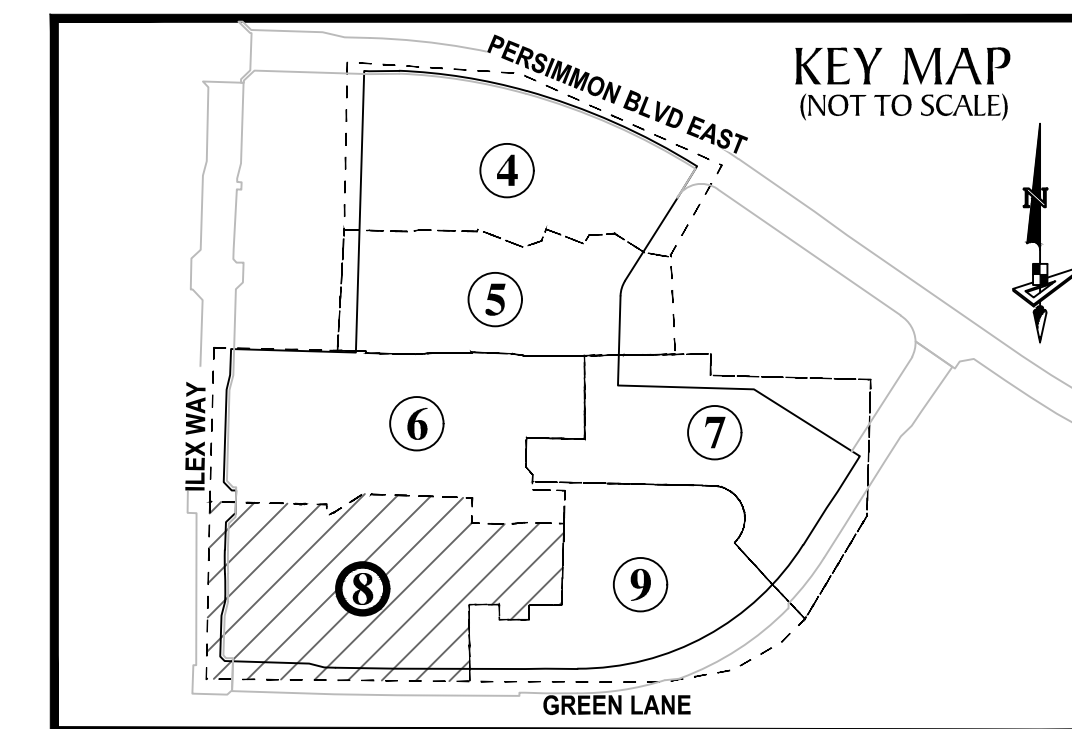 PERSIMMON BLVD EAST
KEY MAP
(NOT TO SCALE)
N
4
5
ILEX WAY
6
7
8
9
GREEN LANE